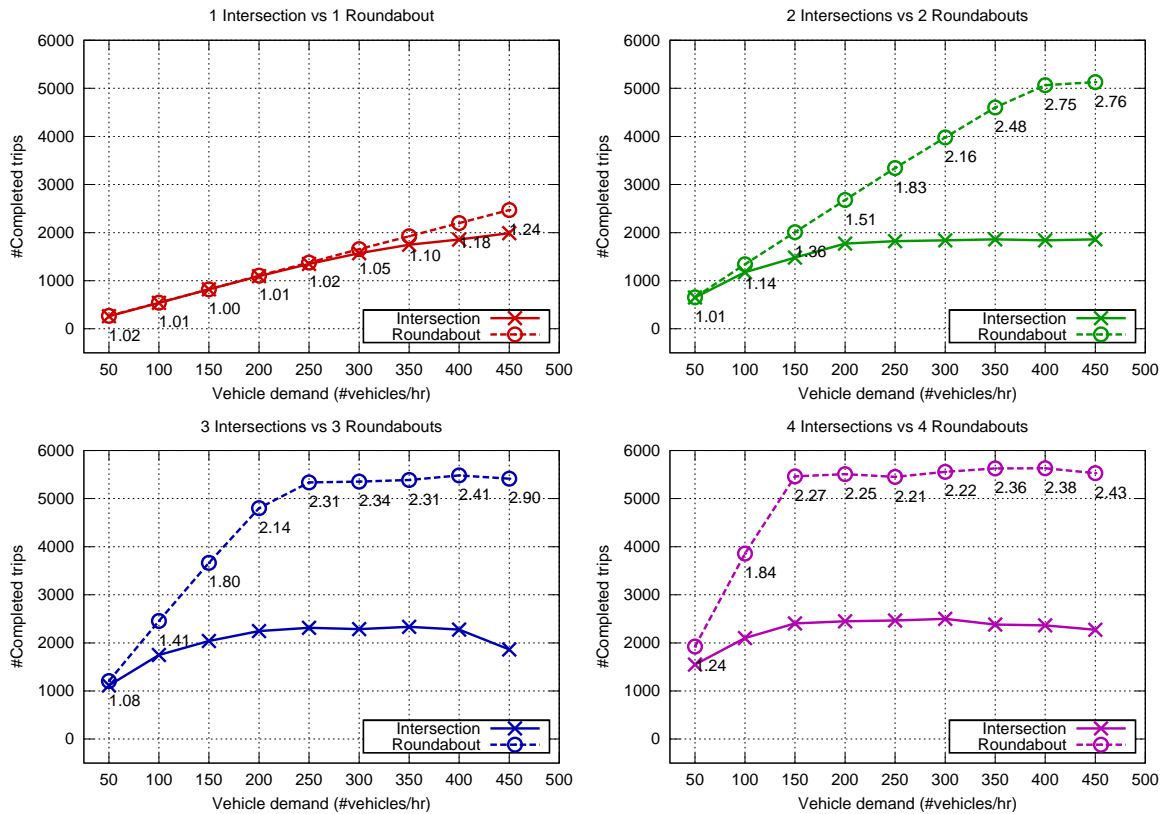 1 Intersection vs 1 Roundabout
6000
5000
4000
3000
2000
1000
0
#Completed trips
1.02
1.01
1.00
1.01
1.02
1.05
1.10
1.18
1.24
Intersection
Roundabout
50 100 150 200 250 300 350 400 450 500
Vehicle demand (#vehicles/hr)
2 Intersections vs 2 Roundabouts
6000
5000
4000
3000
2000
1000
0
#Completed trips
1.01
1.14
1.36
1.51
1.83
2.16
2.48
2.75
2.76
Intersection
Roundabout
50 100 150 200 250 300 350 400 450 500
Vehicle demand (#vehicles/hr)
3 Intersections vs 3 Roundabouts
6000
5000
4000
3000
2000
1000
0
#Completed trips
1.08
1.41
1.80
2.14
2.31
2.34
2.31
2.41
2.90
Intersection
Roundabout
50 100 150 200 250 300 350 400 450 500
Vehicle demand (#vehicles/hr)
4 Intersections vs 4 Roundabouts
6000
5000
4000
3000
2000
1000
0
#Completed trips
1.24
1.84
2.27
2.25
2.21
2.22
2.36
2.38
2.43
Intersection
Roundabout
50 100 150 200 250 300 350 400 450 500
Vehicle demand (#vehicles/hr)